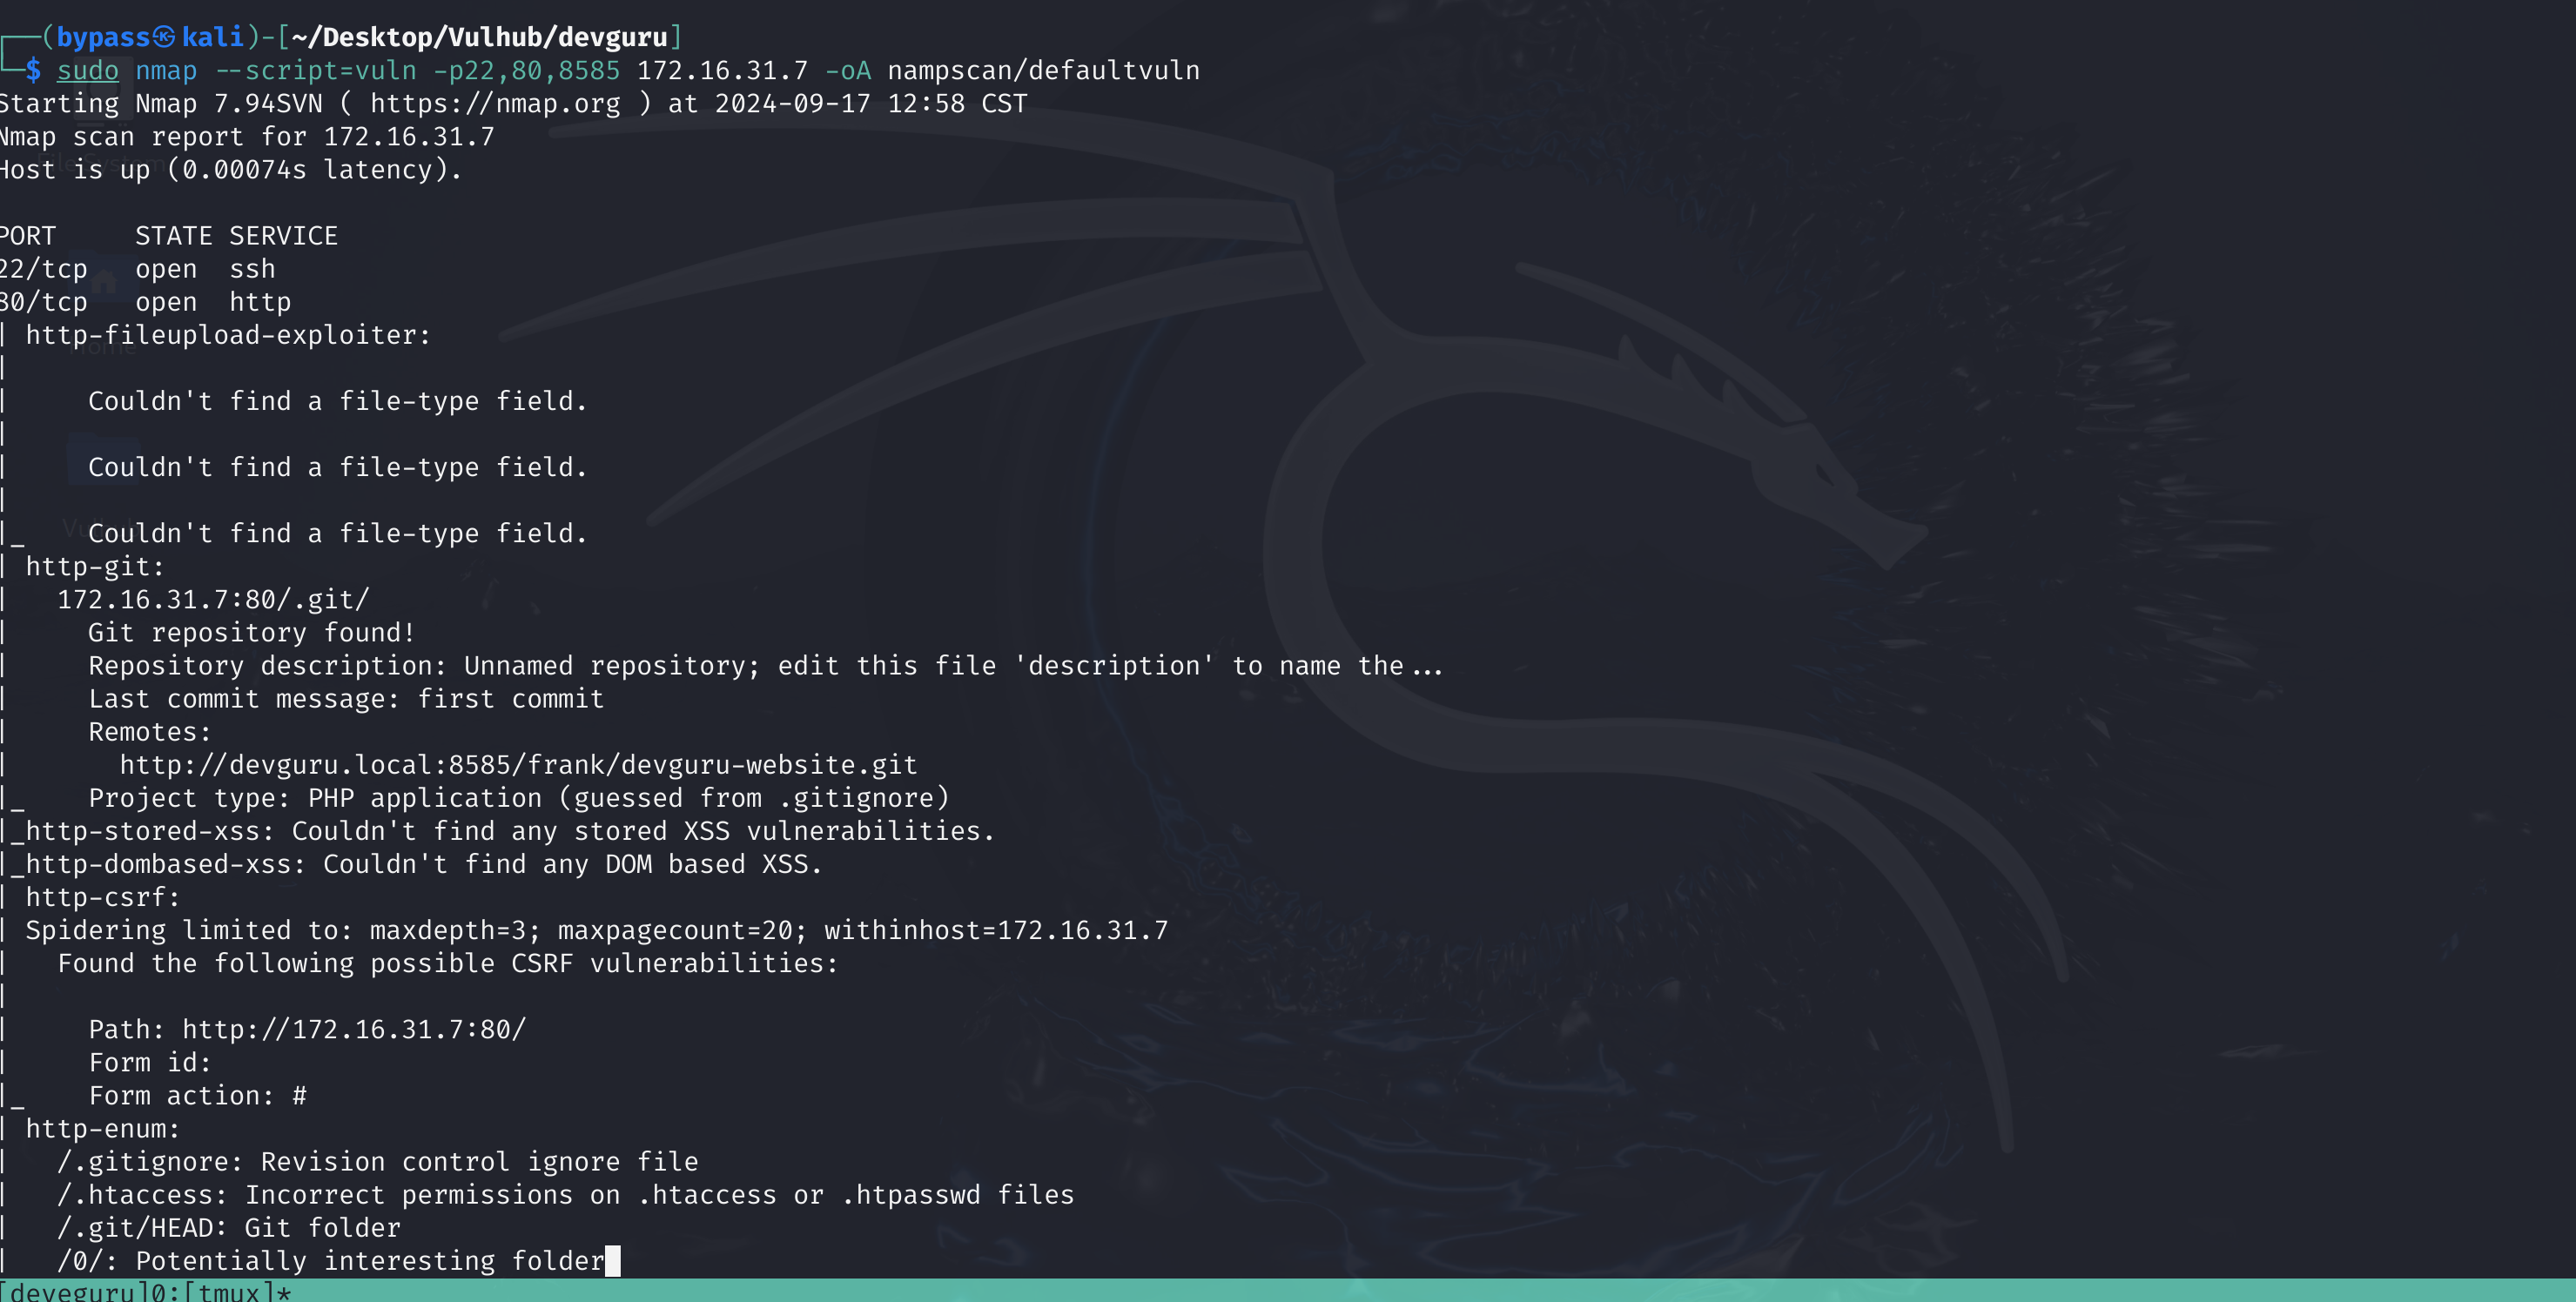 ┌──(bypass㉿kali)-[~/Desktop/Vulhub/devguru]
└─$ sudo nmap --script=vuln -p22,80,8585 172.16.31.7 -oA nampscan/defaultvuln
Starting Nmap 7.94SVN ( https://nmap.org ) at 2024-09-17 12:58 CST
Nmap scan report for 172.16.31.7
Host is up (0.00074s latency).
PORT     STATE SERVICE
22/tcp   open  ssh
80/tcp   open  http
| http-fileupload-exploiter:
|
|     Couldn't find a file-type field.
|
|     Couldn't find a file-type field.
|
|_    Couldn't find a file-type field.
| http-git:
|   172.16.31.7:80/.git/
|     Git repository found!
|     Repository description: Unnamed repository; edit this file 'description' to name the...
|     Last commit message: first commit
|     Remotes:
|       http://devguru.local:8585/frank/devguru-website.git
|_    Project type: PHP application (guessed from .gitignore)
|_http-stored-xss: Couldn't find any stored XSS vulnerabilities.
|_http-dombased-xss: Couldn't find any DOM based XSS.
| http-csrf:
| Spidering limited to: maxdepth=3; maxpagecount=20; withinhost=172.16.31.7
|   Found the following possible CSRF vulnerabilities:
|
|     Path: http://172.16.31.7:80/
|     Form id:
|_    Form action: #
| http-enum:
|   /.gitignore: Revision control ignore file
|   /.htaccess: Incorrect permissions on .htaccess or .htpasswd files
|   /.git/HEAD: Git folder
|   /0/: Potentially interesting folder
[deveguru]0:[tmux]*